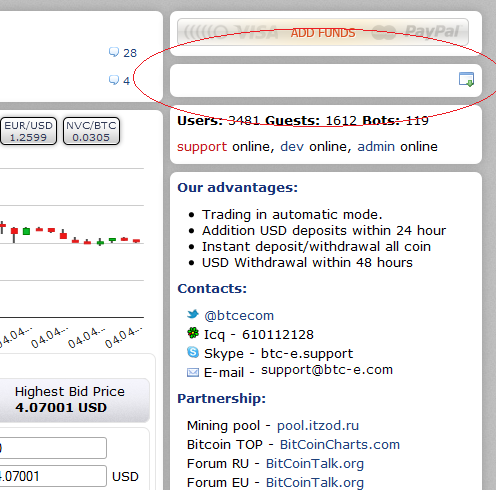 VISA ADD FUNDS PayPal
28
4
Users: 3481 Guests: 1612 Bots: 119
support online, dev online, admin online
EUR/USD
1.2599
NVC/BTC
0.0305
Our advantages:
Trading in automatic mode.
Addition USD deposits within 24 hour
Instant deposit/withdrawal all coin
USD Withdrawal within 48 hours
04.04...
04.04...
04.04...
04.04...
Contacts:
@btcecom
Icq - 610112128
Skype - btc-e.support
E-mail - support@btc-e.com
Highest Bid Price
4.07001 USD
)
4.07001 USD
Partnership:
Mining pool - pool.itzod.ru
Bitcoin TOP - BitCoinCharts.com
Forum RU - BitCoinTalk.org
Forum EU - BitCoinTalk.org